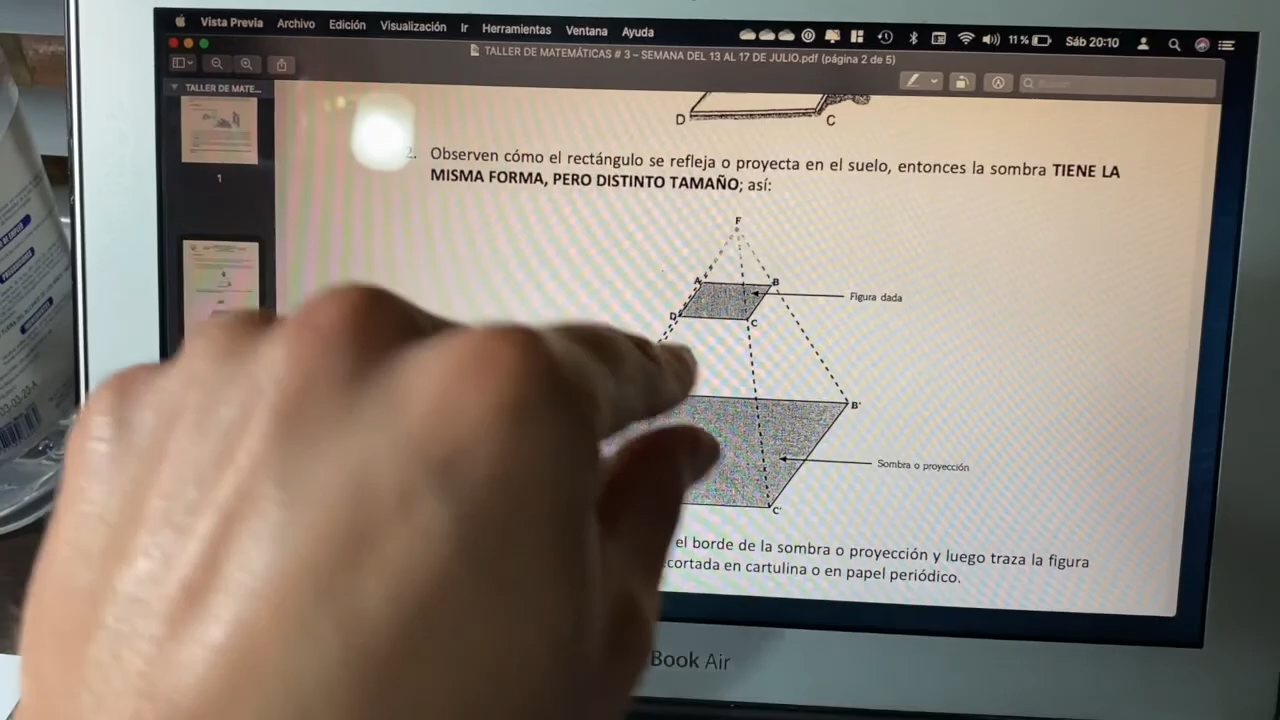 Vista Previa Archivo Edición Visualización Ir Herramientas Ventana Ayuda 11 % Sáb 20:10
TALLER DE MATEMÁTICAS # 3 – SEMANA DEL 13 AL 17 DE JULIO.pdf (página 2 de 5)
TALLER DE MATE...
1
D C
2. Observen cómo el rectángulo se refleja o proyecta en el suelo, entonces la sombra TIENE LA
MISMA FORMA, PERO DISTINTO TAMAÑO; así:
F
A B
Figura dada
D C
B'
Sombra o proyección
C'
el borde de la sombra o proyección y luego traza la figura
cortada en cartulina o en papel periódico.
Book Air